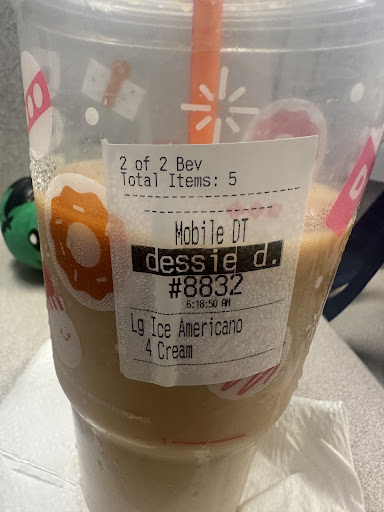 2 of 2 Bev
Total Items: 5
Mobile DT
dessie d.
#8832
6:18:50 AM
Lg Ice Americano
4 Cream